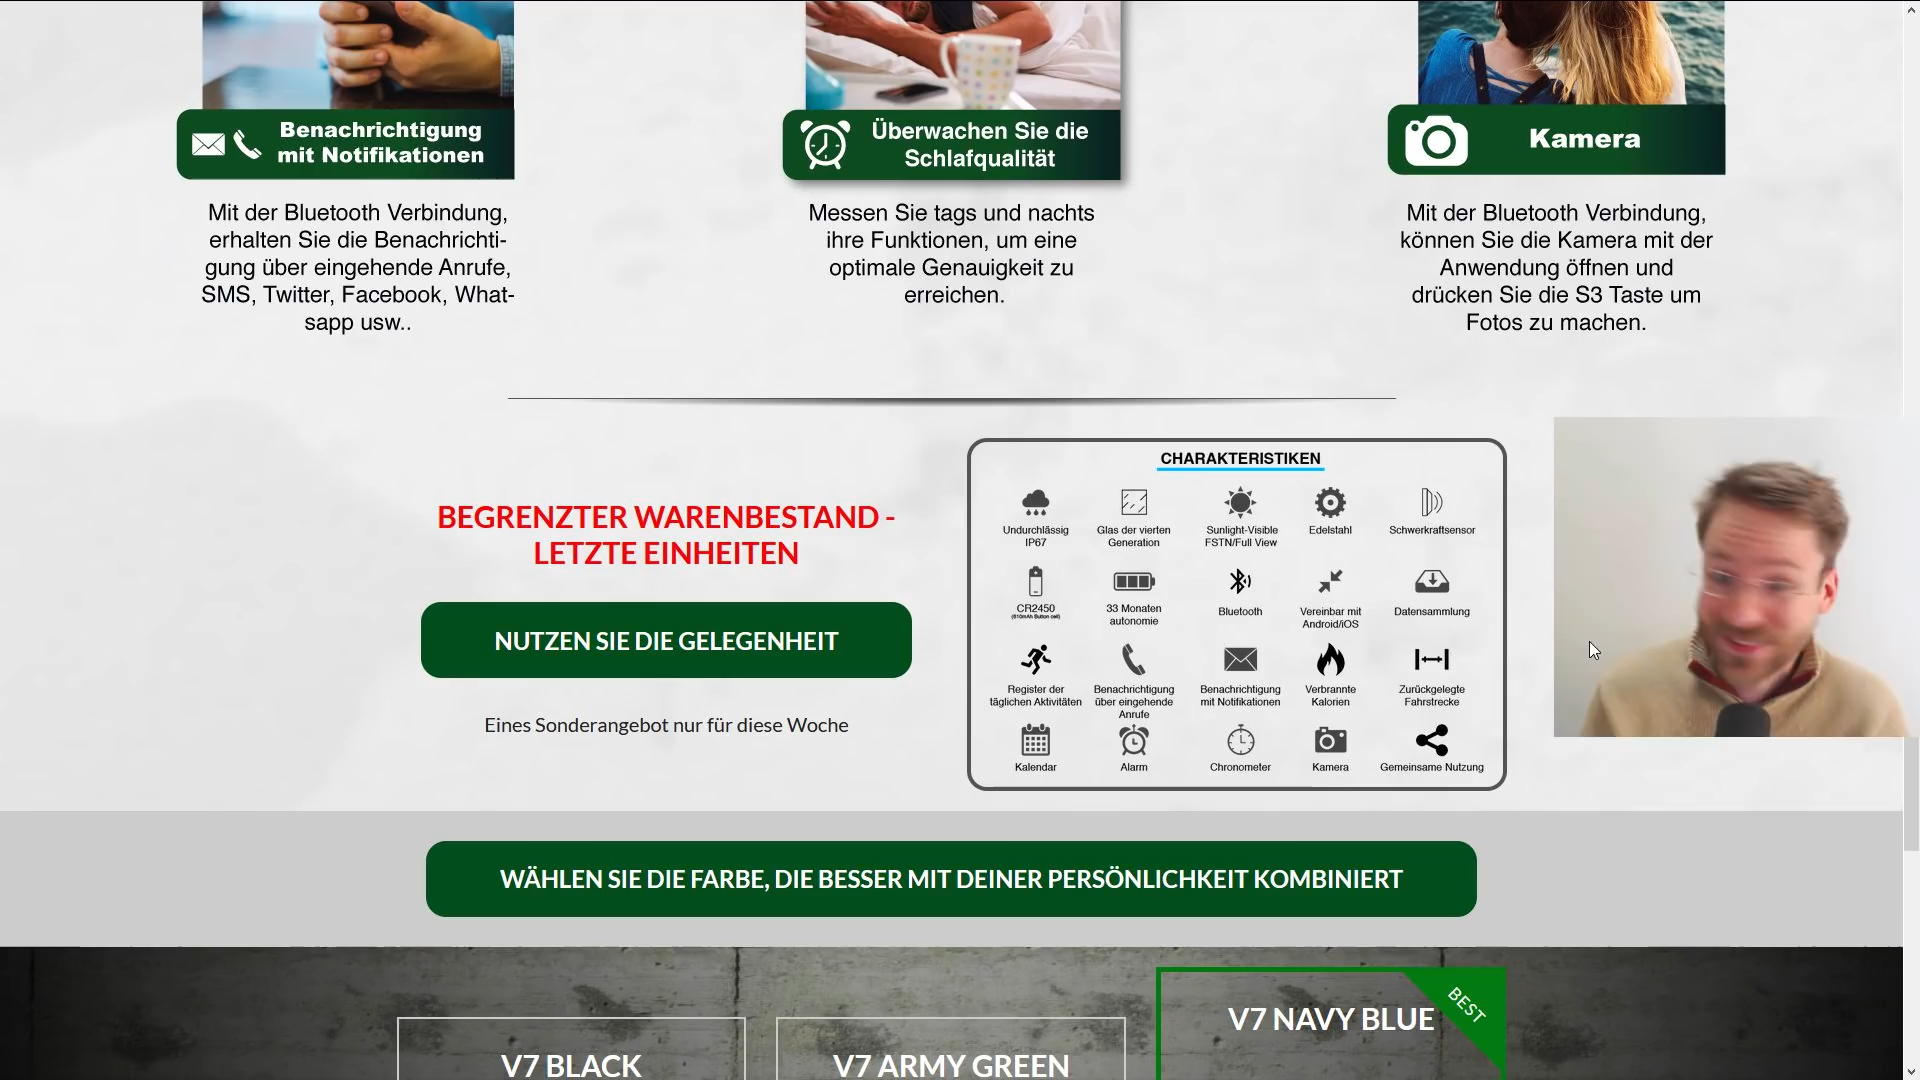 Benachrichtigung
mit Notifikationen
Überwachen Sie die
Schlafqualität
Kamera
Mit der Bluetooth Verbindung,
erhalten Sie die Benachrichti-
gung über eingehende Anrufe,
SMS, Twitter, Facebook, What-
sapp usw..
Messen Sie tags und nachts
ihre Funktionen, um eine
optimale Genauigkeit zu
erreichen.
Mit der Bluetooth Verbindung,
können Sie die Kamera mit der
Anwendung öffnen und
drücken Sie die S3 Taste um
Fotos zu machen.
BEGRENZTER WARENBESTAND -
LETZTE EINHEITEN
NUTZEN SIE DIE GELEGENHEIT
Eines Sonderangebot nur für diese Woche
CHARAKTERISTIKEN
Undurchlässig
IP67
Glas der vierten
Generation
Sunlight-Visible
FSTN/Full View
Edelstahl
Schwerkraftsensor
CR2450
(610mAh Button cell)
33 Monaten
autonomie
Bluetooth
Vereinbar mit
Android/iOS
Datensammlung
Register der
täglichen Aktivitäten
Benachrichtigung
über eingehende
Anrufe
Benachrichtigung
mit Notifikationen
Verbrannte
Kalorien
Zurückgelegte
Fahrstrecke
Kalendar
Alarm
Chronometer
Kamera
Gemeinsame Nutzung
WÄHLEN SIE DIE FARBE, DIE BESSER MIT DEINER PERSÖNLICHKEIT KOMBINIERT
V7 BLACK
V7 ARMY GREEN
V7 NAVY BLUE
BEST